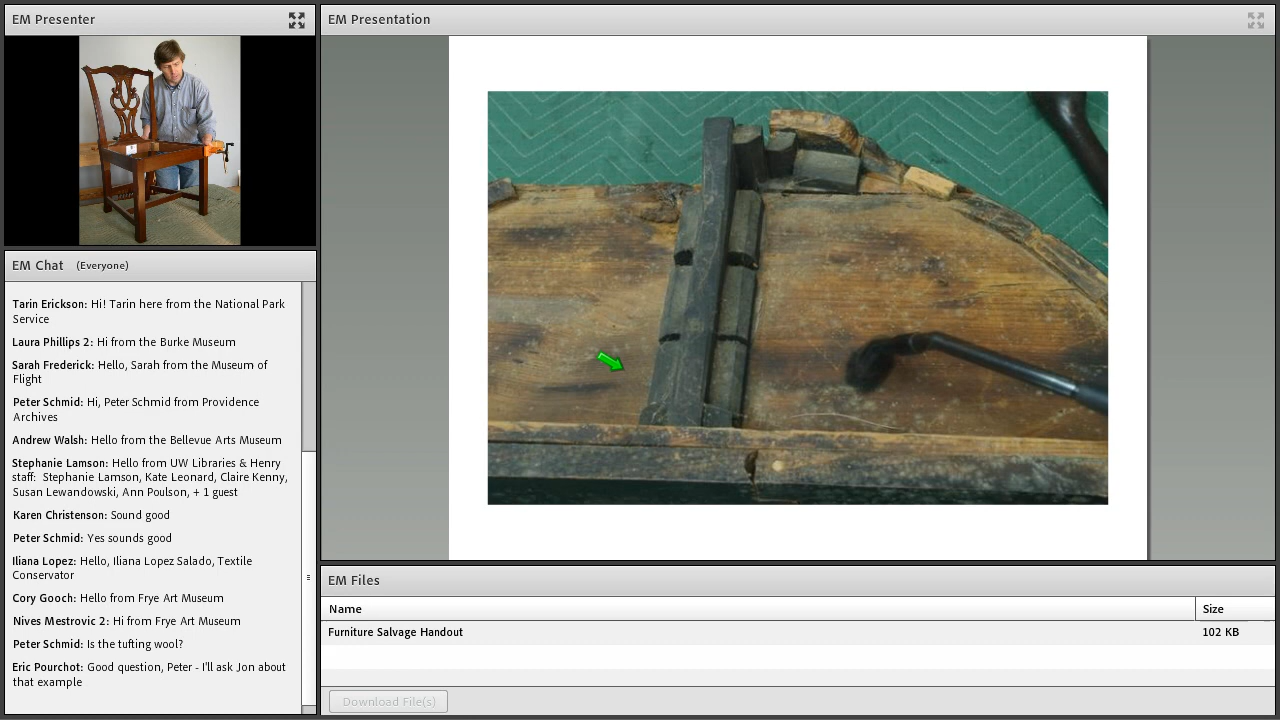 EM Presenter
EM Presentation
EM Chat (Everyone)
Tarin Erickson: Hi! Tarin here from the National Park
Service
Laura Phillips 2: Hi from the Burke Museum
Sarah Frederick: Hello, Sarah from the Museum of
Flight
Peter Schmid: Hi, Peter Schmid from Providence
Archives
Andrew Walsh: Hello from the Bellevue Arts Museum
Stephanie Lamson: Hello from UW Libraries & Henry
staff: Stephanie Lamson, Kate Leonard, Claire Kenny,
Susan Lewandowski, Ann Poulson, + 1 guest
Karen Christenson: Sound good
Peter Schmid: Yes sounds good
Iliana Lopez: Hello, Iliana Lopez Salado, Textile
Conservator
Cory Gooch: Hello from Frye Art Museum
Nives Mestrovic 2: Hi from Frye Art Museum
Peter Schmid: Is the tufting wool?
Eric Pourchot: Good question, Peter - I'll ask Jon about
that example
EM Files
Name Size
Furniture Salvage Handout 102 KB
Download File(s)